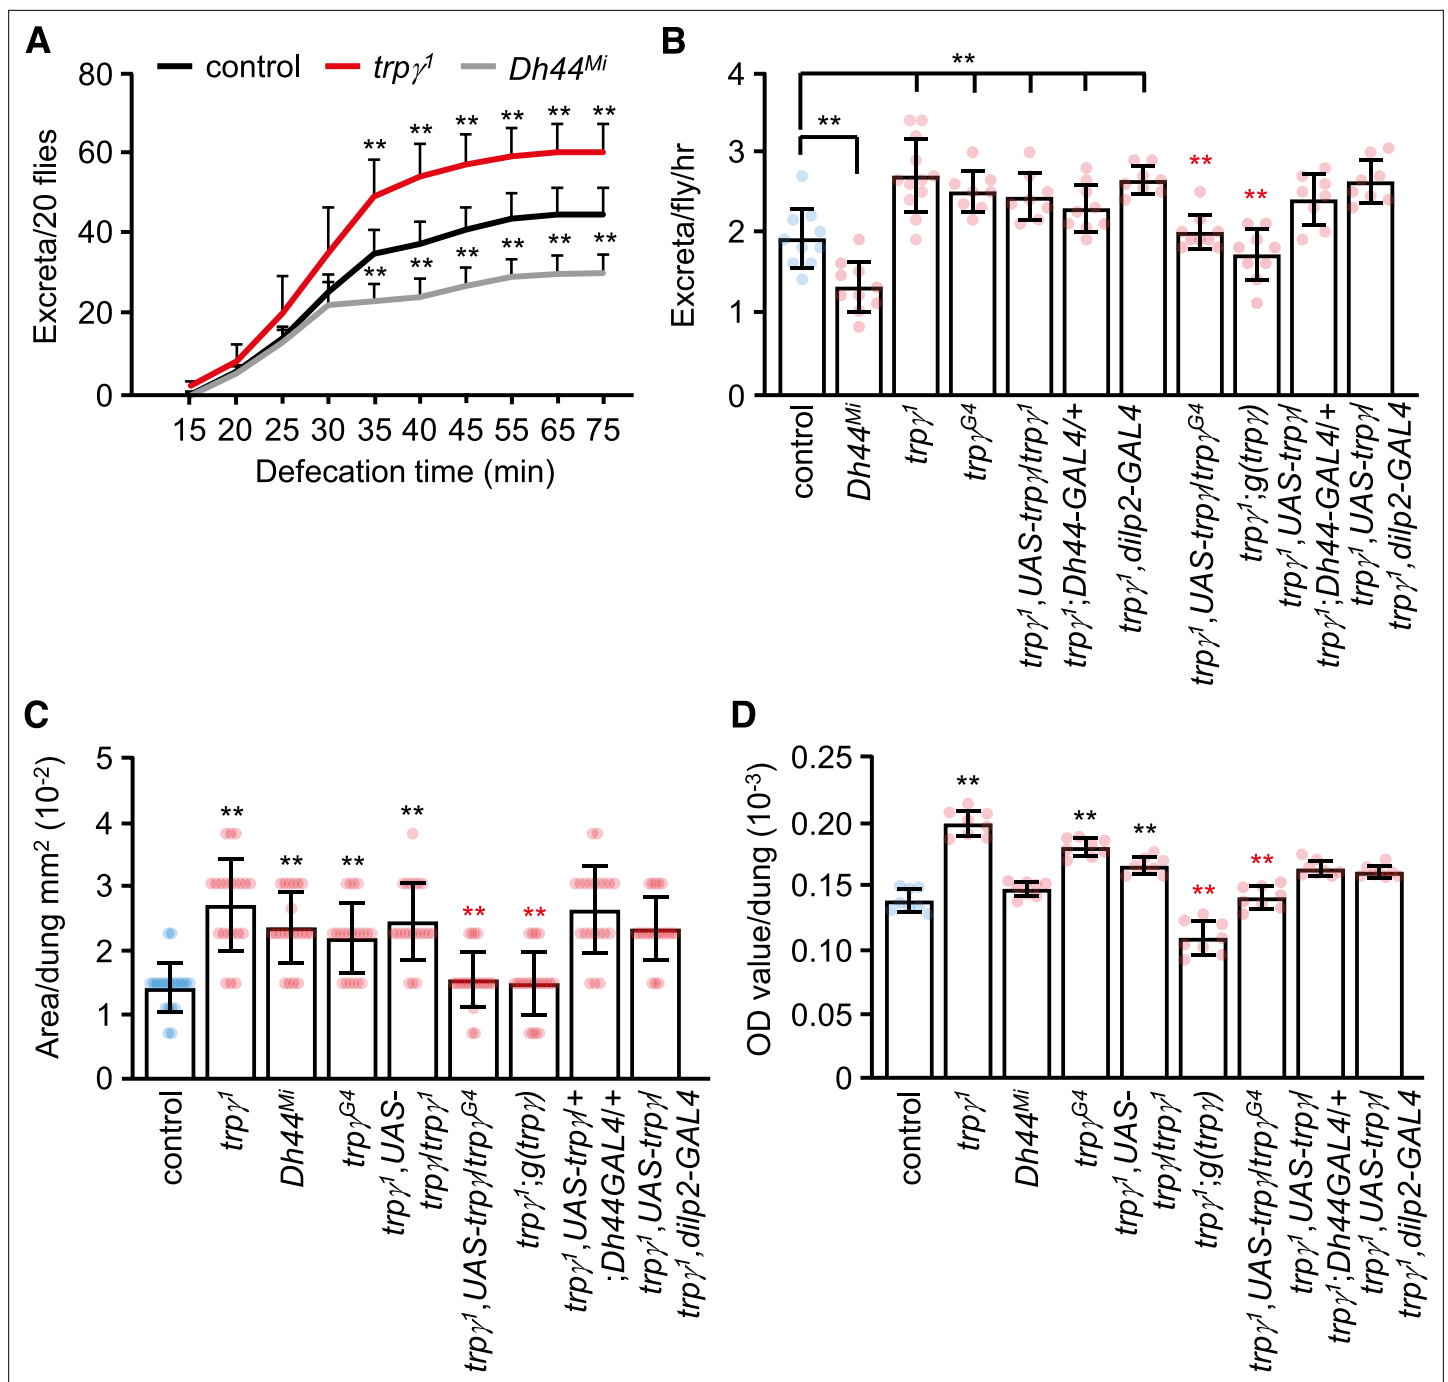 A
control trpγ¹ Dh44ᴹⁱ
Excreta/20 flies
80
60
40
20
0
** ** ** ** ** **
** ** ** ** ** **
15 20 25 30 35 40 45 55 65 75
Defecation time (min)
B
Excreta/fly/hr
4
3
2
1
0
**
**
**
**
control
Dh44ᴹⁱ
trpγ¹
trpγᴳ⁴
trpγ¹,UAS-trpγ/trpγ¹
trpγ¹;Dh44-GAL4/+
trpγ¹,dilp2-GAL4
trpγ¹,UAS-trpγ/trpγᴳ⁴
trpγ¹;g(trpγ)
trpγ¹,UAS-trpγ/
trpγ¹;Dh44-GAL4/+
trpγ¹,UAS-trpγ/
trpγ¹,dilp2-GAL4
C
Area/dung mm² (10⁻²)
5
4
3
2
1
0
** ** ** ** ** **
control
trpγ¹
Dh44ᴹⁱ
trpγᴳ⁴
trpγ¹,UAS-
trpγ/trpγ¹
trpγ¹,UAS-trpγ/trpγᴳ⁴
trpγ¹;g(trpγ)
trpγ¹,UAS-trpγ/+
;Dh44GAL4/+
trpγ¹,UAS-trpγ/
trpγ¹,dilp2-GAL4
D
OD value/dung (10⁻³)
0.25
0.20
0.15
0.10
0.05
0
** ** ** ** **
control
trpγ¹
Dh44ᴹⁱ
trpγᴳ⁴
trpγ¹,UAS-
trpγ/trpγ¹
trpγ¹;g(trpγ)
trpγ¹,UAS-trpγ/trpγᴳ⁴
trpγ¹,UAS-trpγ/
trpγ¹;Dh44GAL4/+
trpγ¹,UAS-trpγ/
trpγ¹,dilp2-GAL4